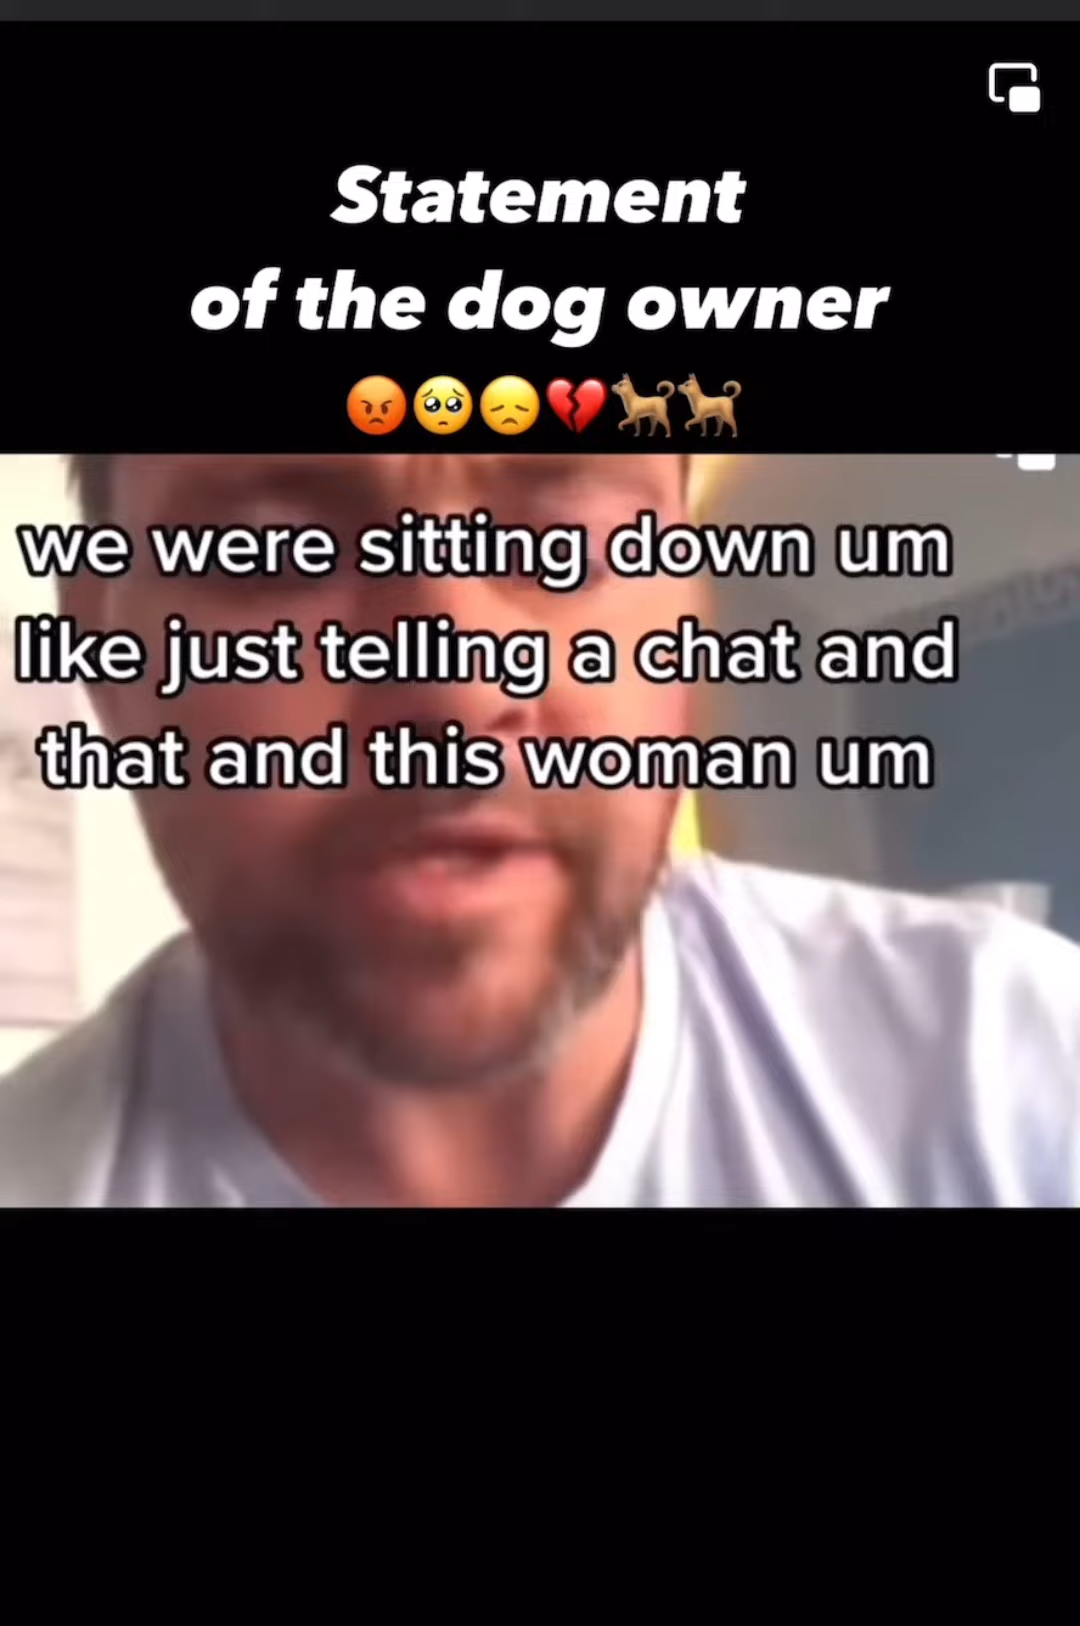 Statement
of the dog owner
😡🥺😞💔🐕🐕
we were sitting down um
like just telling a chat and
that and this woman um